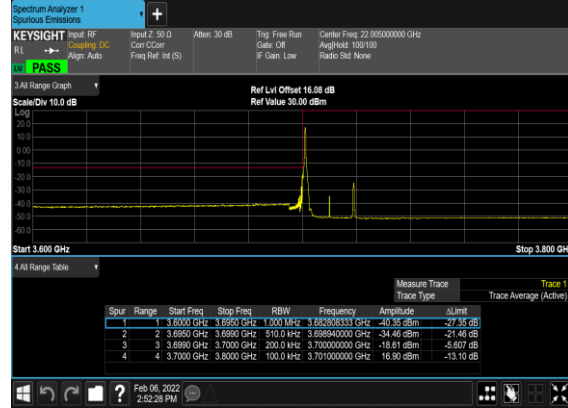 Spectrum Analyzer 1
Spurious Emissions
KEYSIGHT Input: RF Input Z: 50 Ω Atten: 30 dB Trig: Free Run Center Freq: 22.005000000 GHz
RL Coupling: DC Corr CCorr Gate: Off Avg|Hold: 100/100
Align: Auto Freq Ref: Int (S) IF Gain: Low Radio Std: None
PASS
3 All Range Graph
Ref Lvl Offset 16.08 dB
Scale/Div 10.0 dB Ref Value 30.00 dBm
Log
20.0
10.0
0.00
-10.0
-20.0
-30.0
-40.0
-50.0
-60.0
Start 3.600 GHz Stop 3.800 GH
4 All Range Table
Measure Trace Trace 1
Trace Type Trace Average (Active)
Spur Range Start Freq Stop Freq RBW Frequency Amplitude ΔLimit
1 1 3.6000 GHz 3.6950 GHz 1.000 MHz 3.682808333 GHz -40.35 dBm -27.35 dB
2 2 3.6950 GHz 3.6990 GHz 510.0 kHz 3.698940000 GHz -34.46 dBm -21.46 dB
3 3 3.6990 GHz 3.7000 GHz 200.0 kHz 3.700000000 GHz -18.61 dBm -5.607 dB
4 4 3.7000 GHz 3.8000 GHz 100.0 kHz 3.701000000 GHz 16.90 dBm -13.10 dB
? Feb 06, 2022
2:52:28 PM